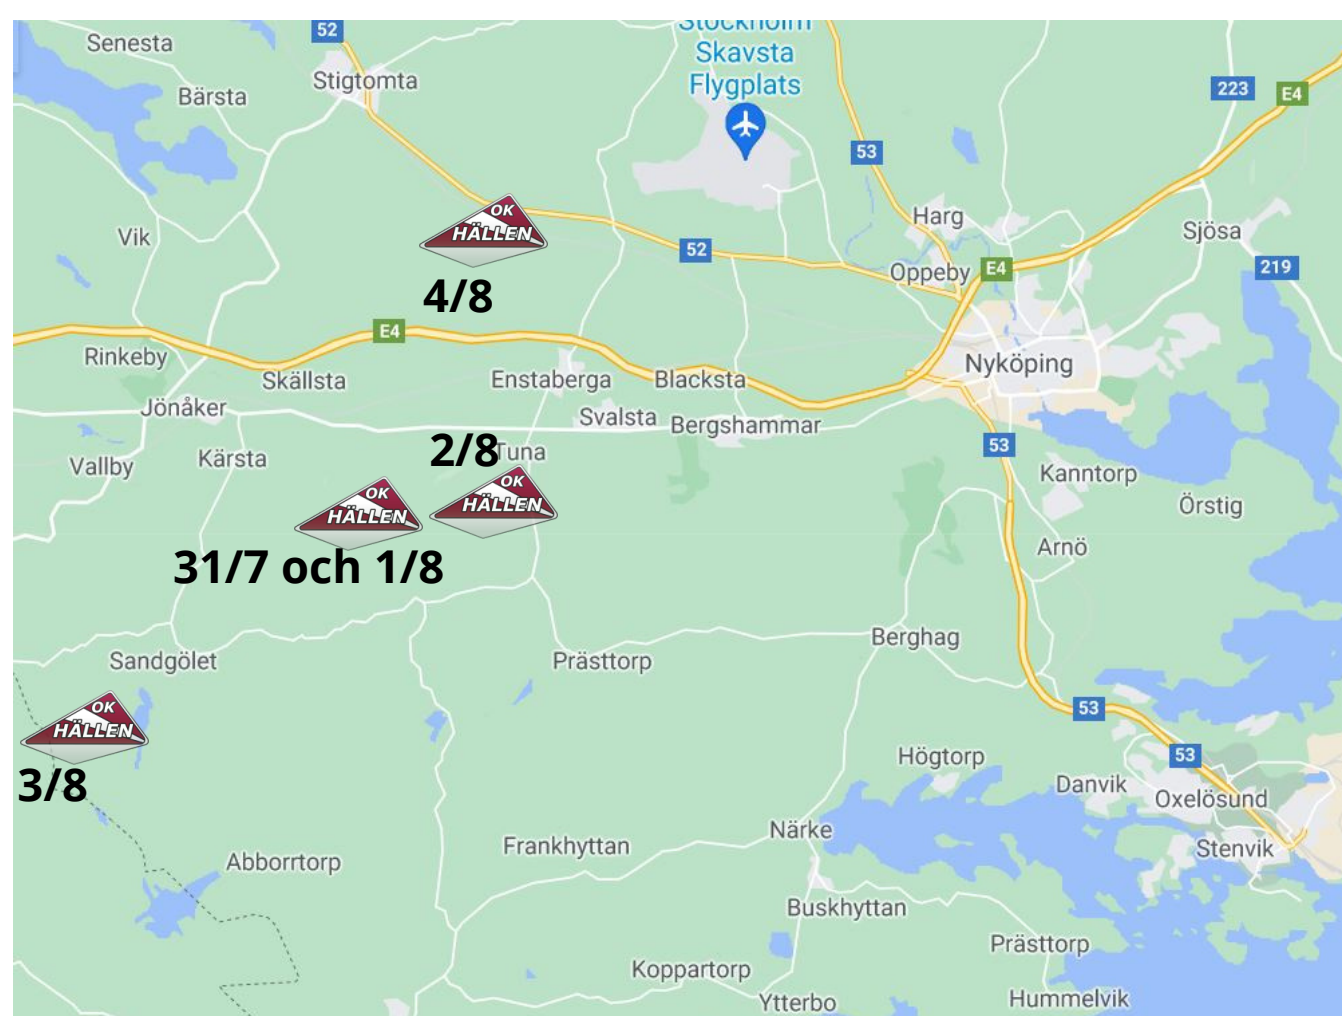 Stockholm
Skavsta
Flygplats
52
Senesta
Stigtomta
Bärsta
223
E4
53
Harg
Sjösa
Vik
OK
HÄLLEN
4/8
52
Oppeby
E4
219
E4
Rinkeby
Skällsta
Enstaberga
Blacksta
Nyköping
Jönåker
Svalsta
Bergshammar
53
2/8
Tuna
Vallby
Kärsta
Kanntorp
OK
HÄLLEN
OK
HÄLLEN
Örstig
31/7 och 1/8
Arnö
Berghag
Sandgölet
Prästtorp
OK
HÄLLEN
3/8
53
53
Högtorp
Danvik
Oxelösund
Närke
Frankhyttan
Stenvik
Abborrtorp
Buskhyttan
Prästtorp
Koppartorp
Ytterbo
Hummelvik